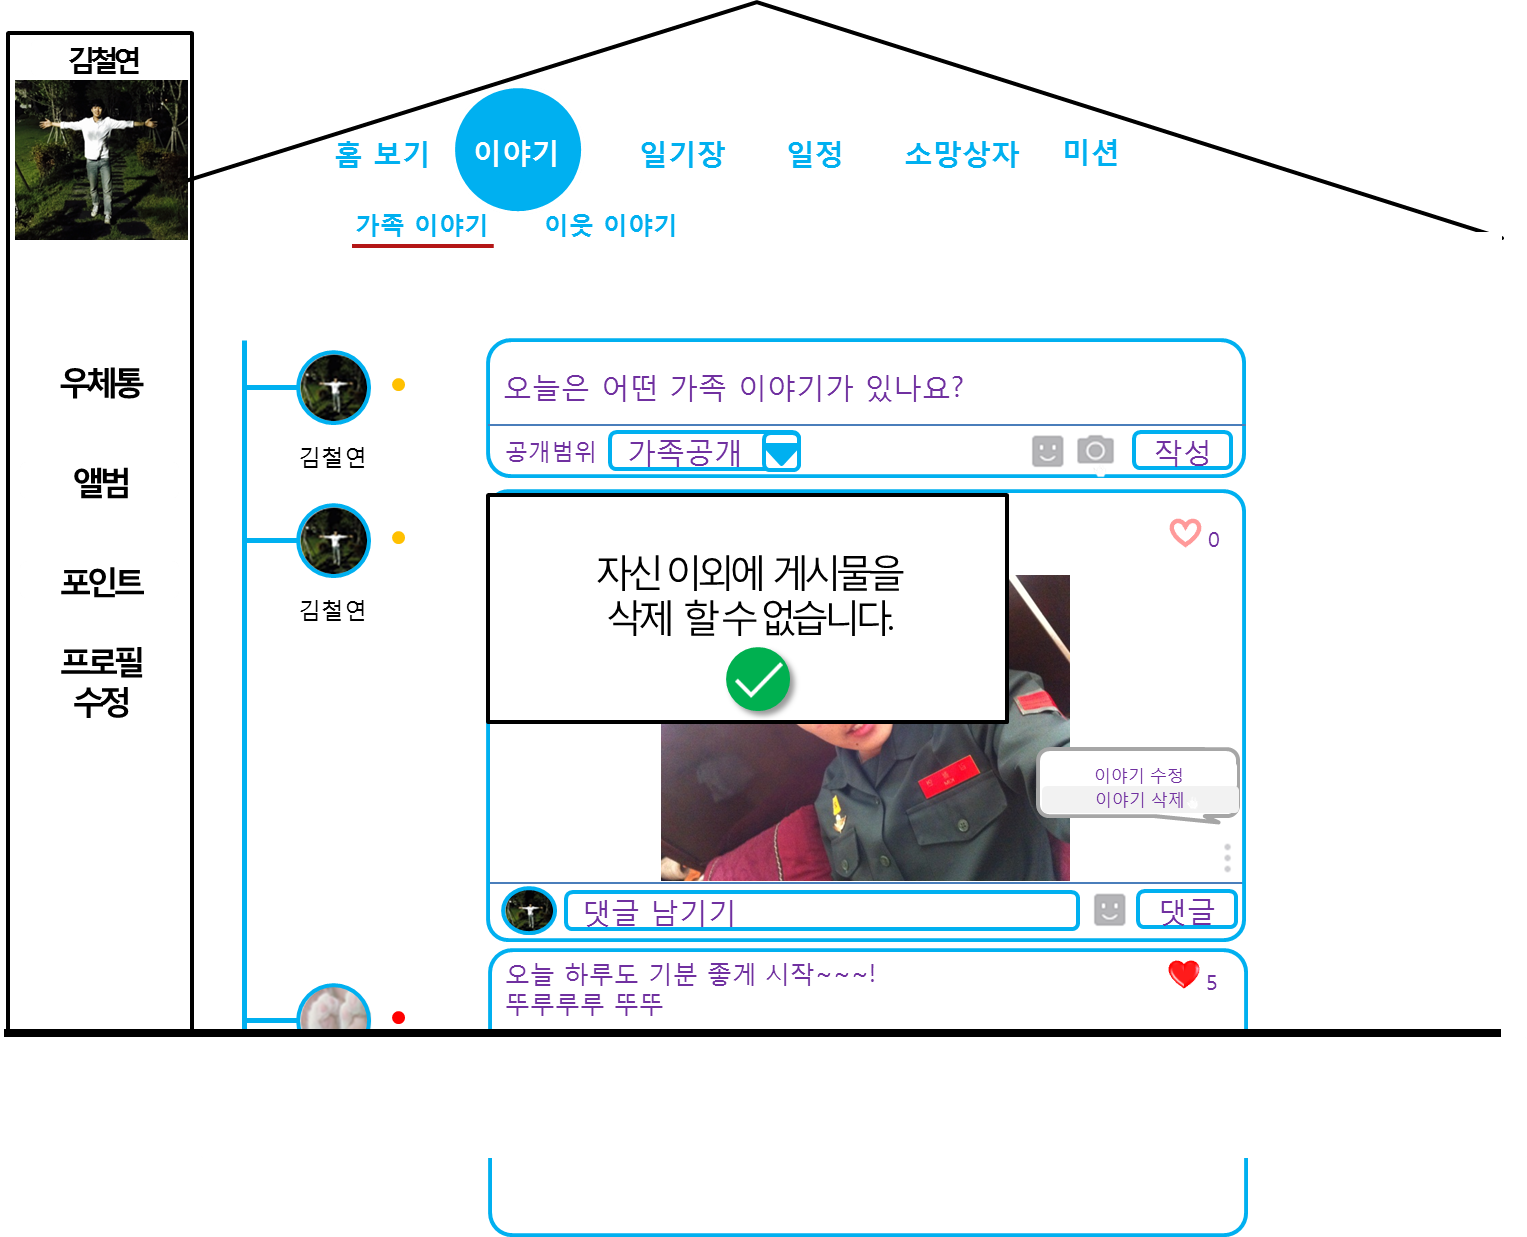 김철연
홈 보기
이야기
일기장
일정
소망상자
미션
가족 이야기
이웃 이야기
우체통
앨범
포인트
프로필
수정
김철연
오늘은 어떤 가족 이야기가 있나요?
공개범위
가족공개
작성
김철연
0
자신 이외에 게시물을
삭제 할 수 없습니다.
이야기 수정
이야기 삭제
댓글 남기기
댓글
오늘 하루도 기분 좋게 시작~~~!
5
뚜루루루 뚜뚜